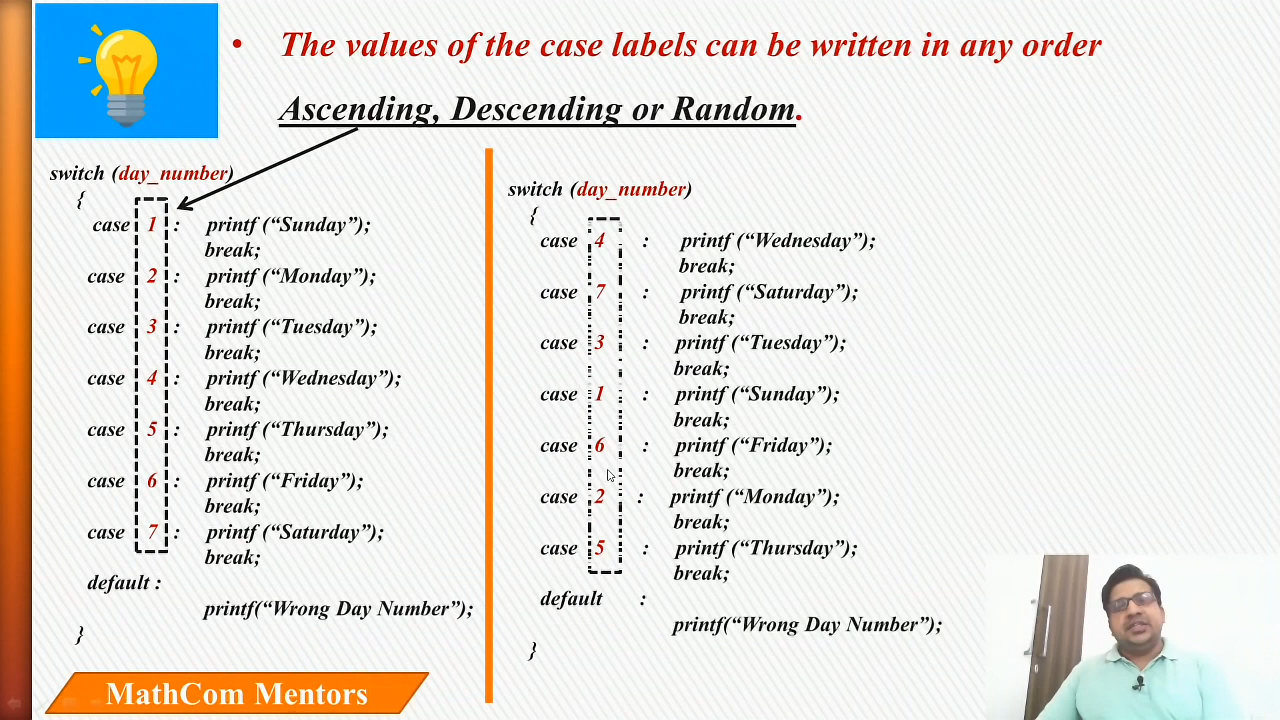 • The values of the case labels can be written in any order
Ascending, Descending or Random.
switch (day_number)
{
case 1 : printf (“Sunday”);
break;
case 2 : printf (“Monday”);
break;
case 3 : printf (“Tuesday”);
break;
case 4 : printf (“Wednesday”);
break;
case 5 : printf (“Thursday”);
break;
case 6 : printf (“Friday”);
break;
case 7 : printf (“Saturday”);
break;
default :
printf(“Wrong Day Number”);
}
switch (day_number)
{
case 4 : printf (“Wednesday”);
break;
case 7 : printf (“Saturday”);
break;
case 3 : printf (“Tuesday”);
break;
case 1 : printf (“Sunday”);
break;
case 6 : printf (“Friday”);
break;
case 2 : printf (“Monday”);
break;
case 5 : printf (“Thursday”);
break;
default :
printf(“Wrong Day Number”);
}
MathCom Mentors